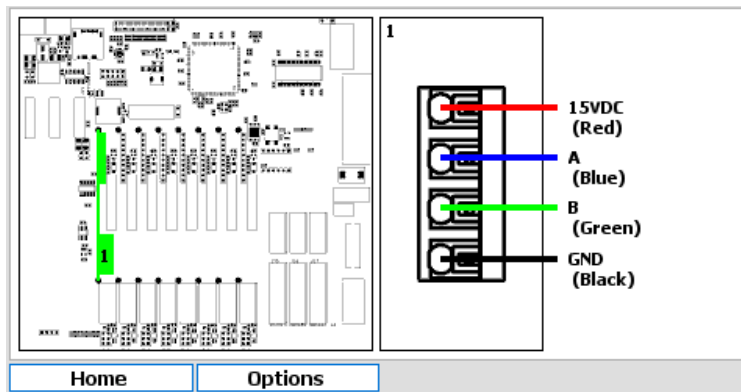 1
1
15VDC
(Red)
A
(Blue)
B
(Green)
GND
(Black)
Home
Options